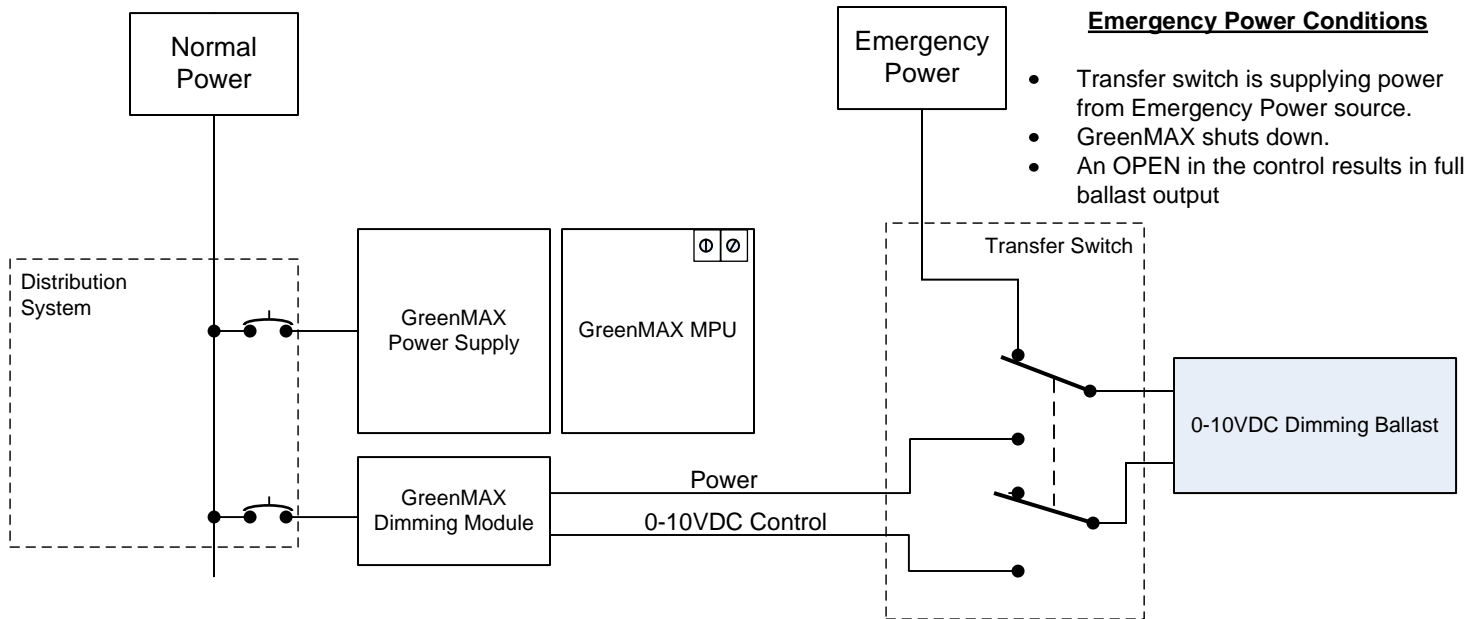 Normal
Power
Emergency
Power
Emergency Power Conditions
• Transfer switch is supplying power
from Emergency Power source.
• GreenMAX shuts down.
• An OPEN in the control results in full
ballast output
Distribution
System
GreenMAX
Power Supply
GreenMAX MPU
Transfer Switch
0-10VDC Dimming Ballast
GreenMAX
Dimming Module
Power
0-10VDC Control